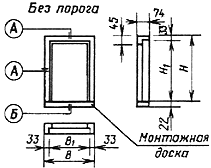 Без порога
А
45
74
33
А
H₁
H
Б
22
33
B₁
33
B
Монтажная
доска